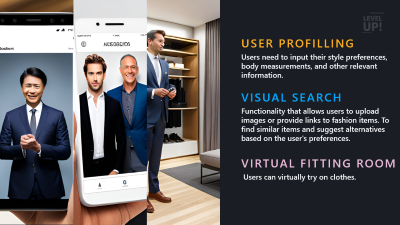 LEVEL
UP!
USER PROFILLING
Users need to input their style preferences,
body measurements, and other relevant
information.
VISUAL SEARCH
Functionality that allows users to upload
images or provide links to fashion items. To
find similar items and suggest alternatives
based on the user's preferences.
VIRTUAL FITTING ROOM
Users can virtually try on clothes.